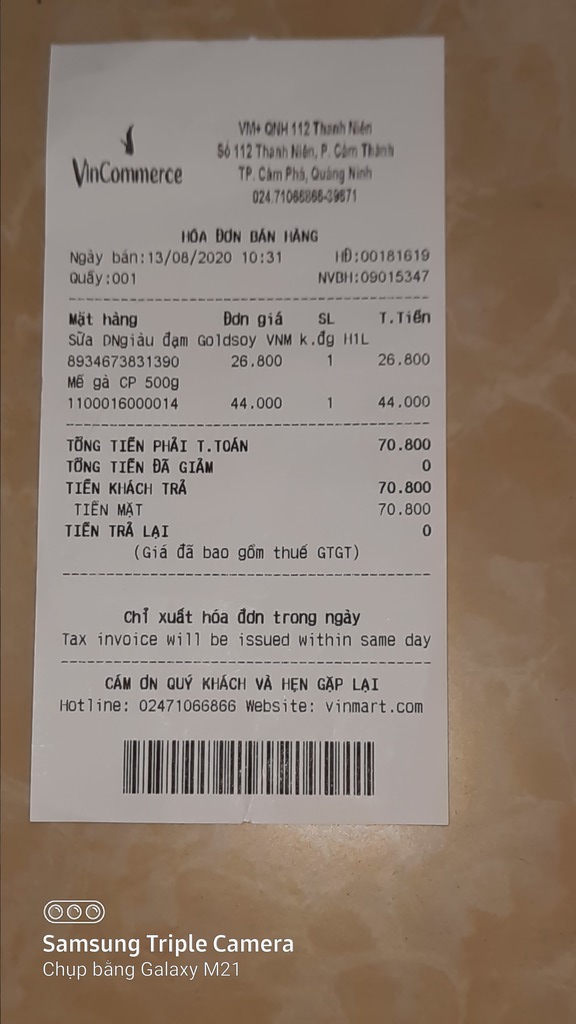 VinCommerce
VM+ QNH 112 Thanh Niên
Số 112 Thanh Niên, P. Cẩm Thành
TP. Cẩm Phả, Quảng Ninh
024.71066866-39671
HÓA ĐƠN BÁN HÀNG
Ngày bán:13/08/2020 10:31 HĐ:00181619
Quầy:001 NVBH:09015347
Mặt hàng Đơn giá SL T.Tiền
Sữa DNgiàu đạm Goldsoy VNM k.đg H1L
8934673831390 26.800 1 26.800
Mề gà CP 500g
1100016000014 44.000 1 44.000
TỔNG TIỀN PHẢI T.TOÁN 70.800
TỔNG TIỀN ĐÃ GIẢM 0
TIỀN KHÁCH TRẢ 70.800
TIỀN MẶT 70.800
TIỀN TRẢ LẠI 0
(Giá đã bao gồm thuế GTGT)
Chỉ xuất hóa đơn trong ngày
Tax invoice will be issued within same day
CẢM ƠN QUÝ KHÁCH VÀ HẸN GẶP LẠI
Hotline: 02471066866 Website: vinmart.com
Samsung Triple Camera
Chụp bằng Galaxy M21